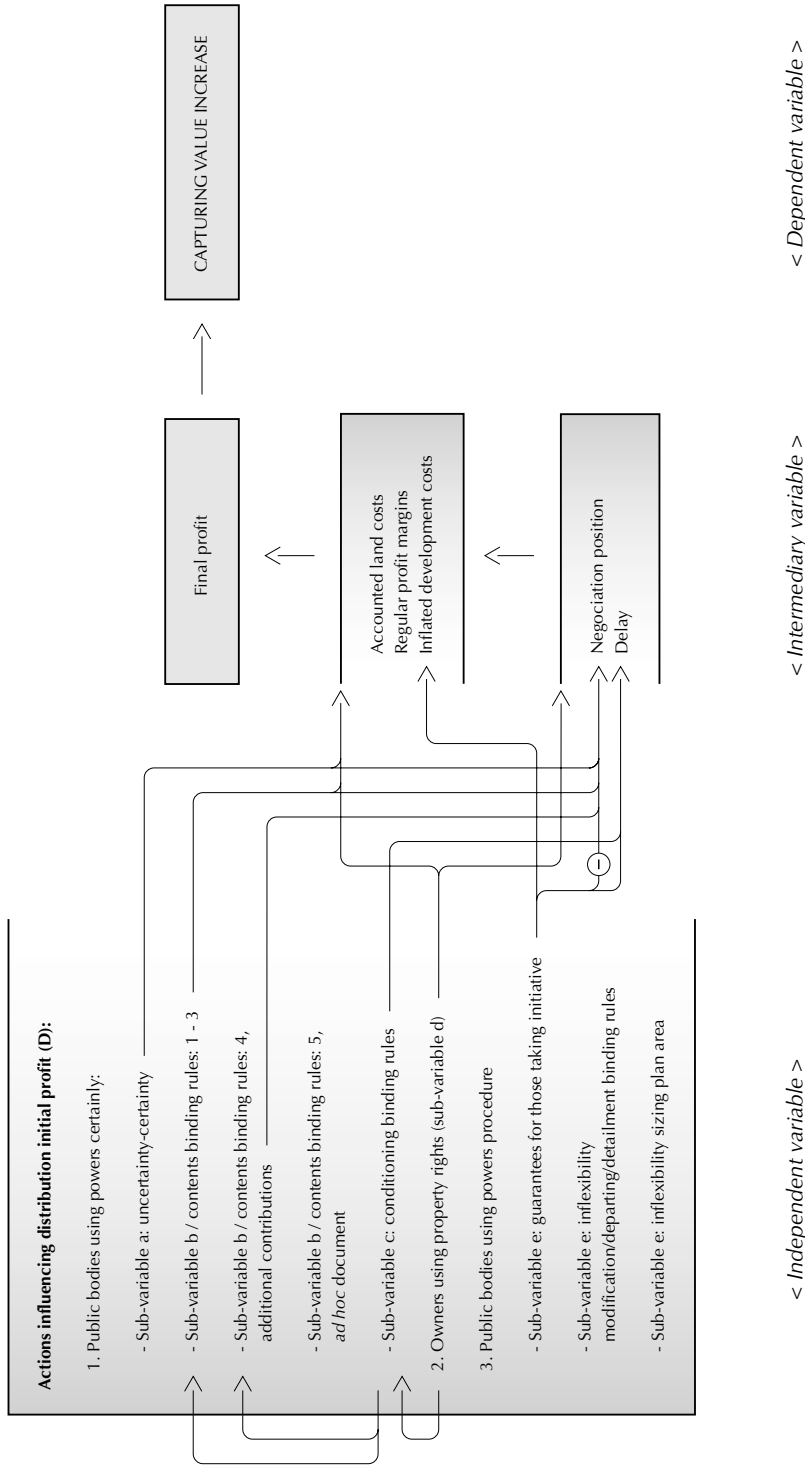 Actions influencing distribution initial profit (D):
1. Public bodies using powers certainly:
- Sub-variable a: uncertainty-certainty
- Sub-variable b / contents binding rules: 1 - 3
- Sub-variable b / contents binding rules: 4,
additional contributions
- Sub-variable b / contents binding rules: 5,
ad hoc document
- Sub-variable c: conditioning binding rules
2. Owners using property rights (sub-variable d)
3. Public bodies using powers procedure
- Sub-variable e: guarantees for those taking initiative
- Sub-variable e: inflexibility
modification/departing/detailment binding rules
- Sub-variable e: inflexibility sizing plan area
< Independent variable >
Final profit
Accounted land costs
Regular profit margins
Inflated development costs
Negociation position
Delay
–
< Intermediary variable >
CAPTURING VALUE INCREASE
< Dependent variable >